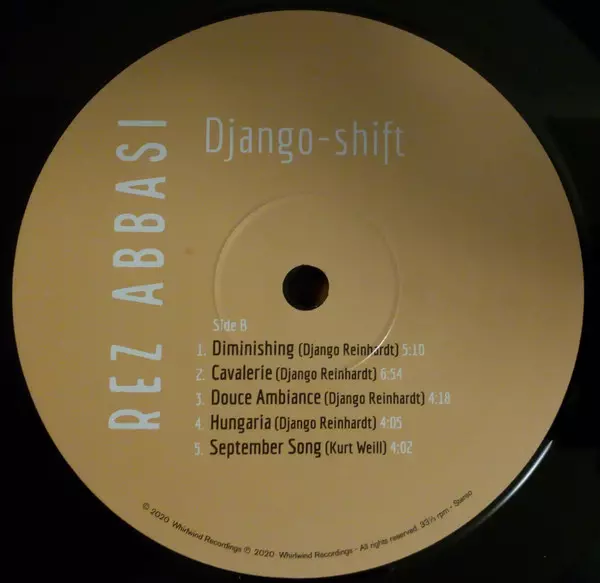 Django-shift
REZ ABBASI
Side B
1. Diminishing (Django Reinhardt) 5:10
2. Cavalerie (Django Reinhardt) 6:54
3. Douce Ambiance (Django Reinhardt) 4:18
4. Hungaria (Django Reinhardt) 4:05
5. September Song (Kurt Weill) 4:02
© 2020 Whirlwind Recordings ℗ 2020 Whirlwind Recordings - All rights reserved. 33⅓ rpm - Stereo